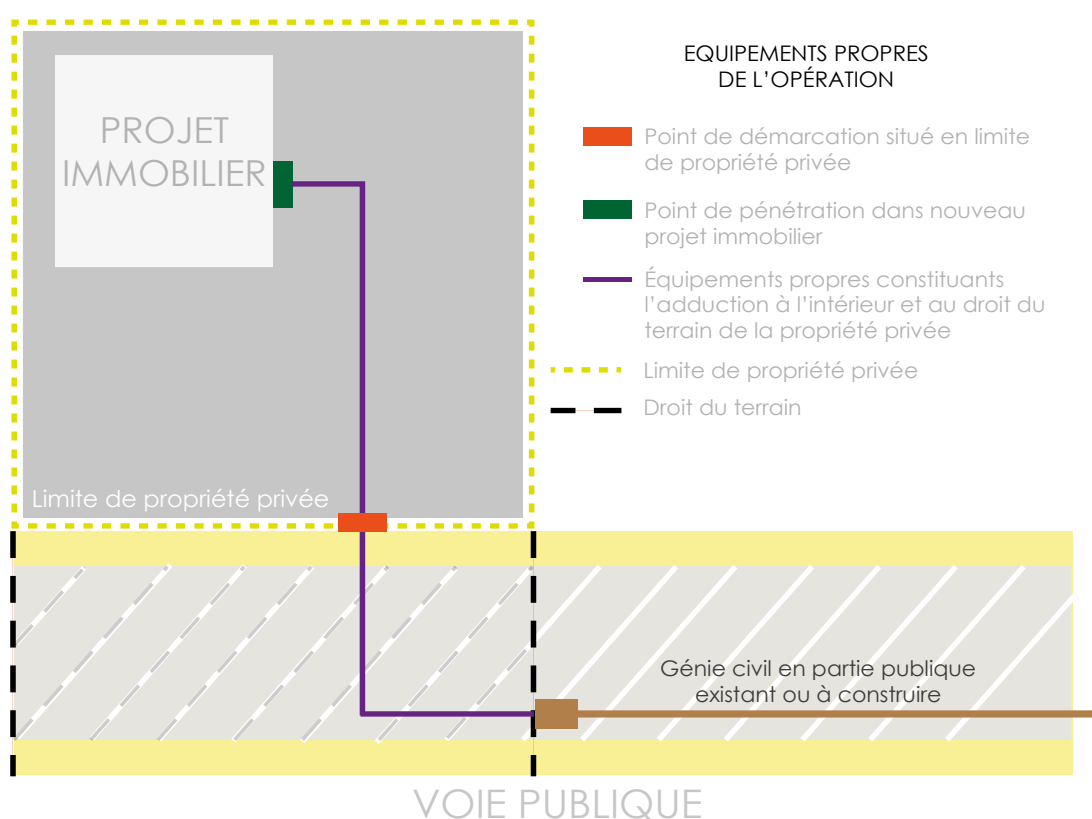 PROJET
IMMOBILIER
EQUIPEMENTS PROPRES
DE L’OPÉRATION
Point de démarcation situé en limite
de propriété privée
Point de pénétration dans nouveau
projet immobilier
Équipements propres constituants
l’adduction à l’intérieur et au droit du
terrain de la propriété privée
Limite de propriété privée
Droit du terrain
Limite de propriété privée
Génie civil en partie publique
existant ou à construire
VOIE PUBLIQUE